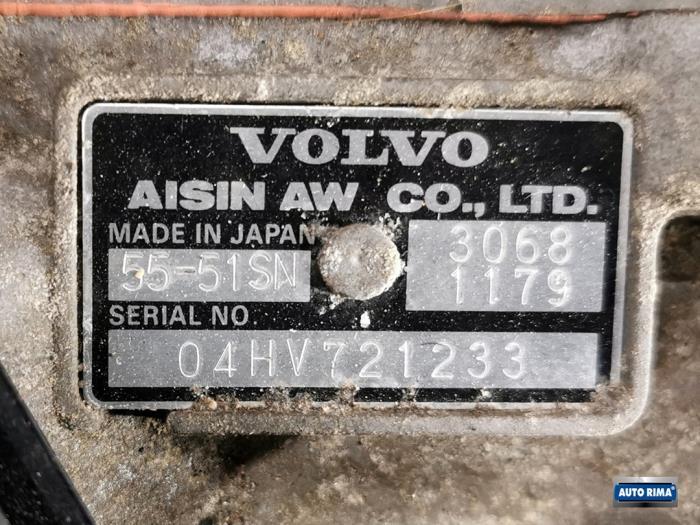 VOLVO
AISIN AW CO., LTD.
MADE IN JAPAN
55-51SN
3068
1179
SERIAL NO.
04HV721233
AUTO RIMA